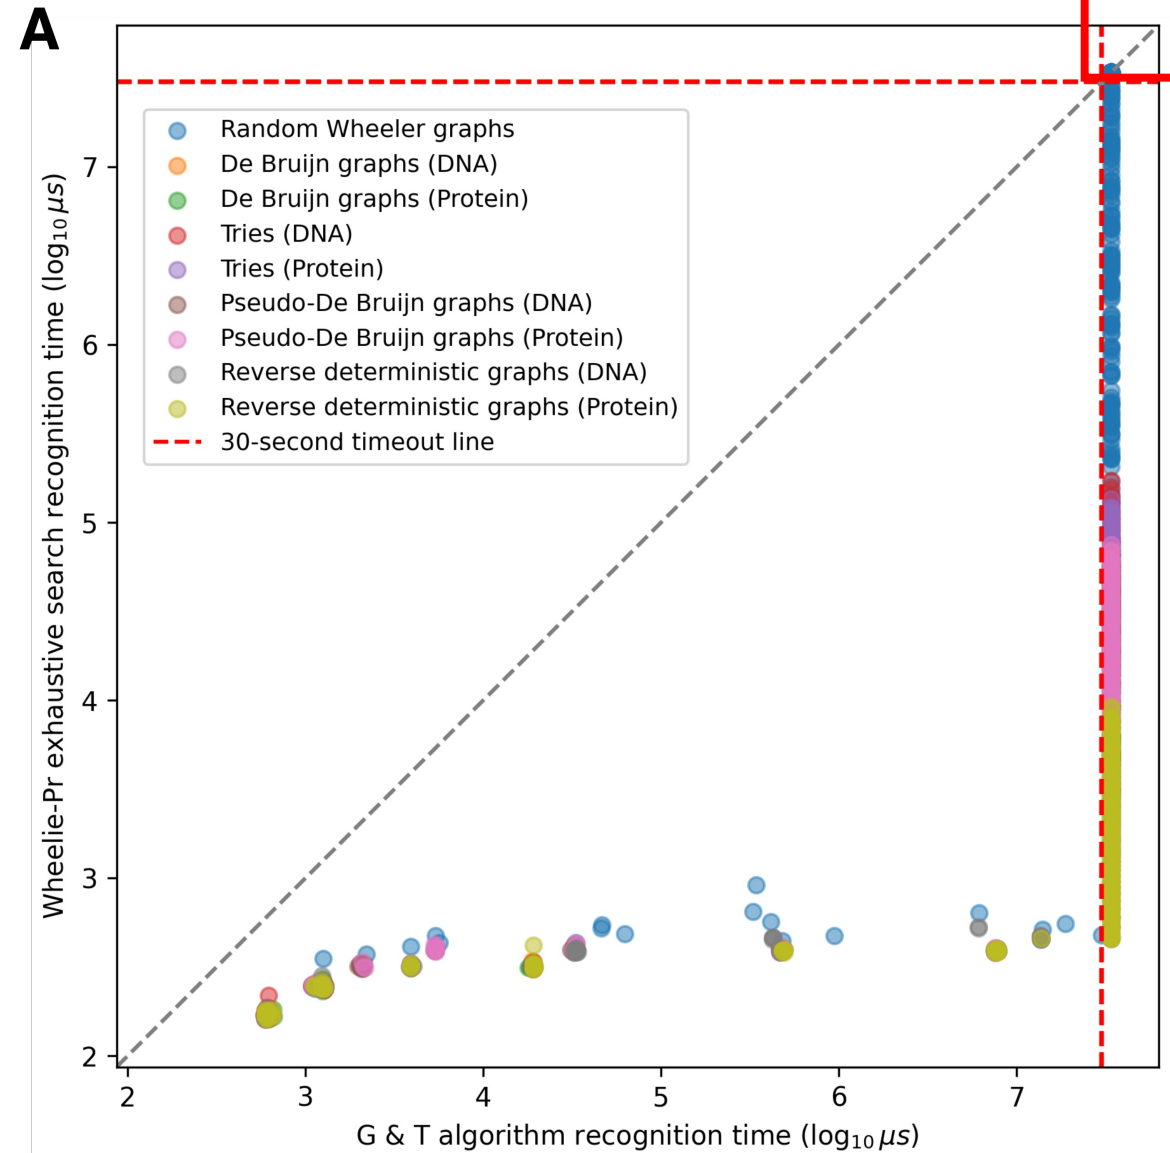 A
Wheelie-Pr exhaustive search recognition time (log₁₀ μs)
7
6
5
4
3
2
Random Wheeler graphs
De Bruijn graphs (DNA)
De Bruijn graphs (Protein)
Tries (DNA)
Tries (Protein)
Pseudo-De Bruijn graphs (DNA)
Pseudo-De Bruijn graphs (Protein)
Reverse deterministic graphs (DNA)
Reverse deterministic graphs (Protein)
30-second timeout line
2 3 4 5 6 7
G & T algorithm recognition time (log₁₀ μs)